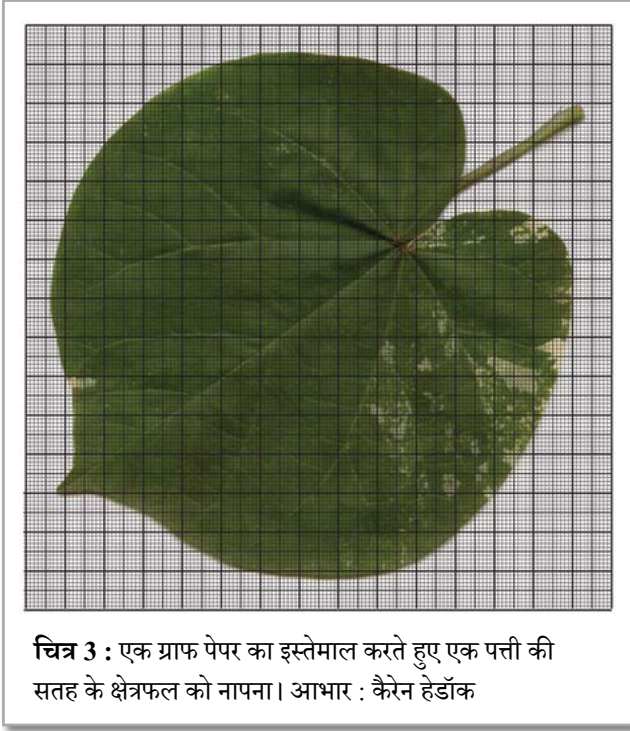 चित्र 3 : एक ग्राफ पेपर का इस्तेमाल करते हुए एक पत्ती की
सतह के क्षेत्रफल को नापना। आभार : कैरेन हेडॉक